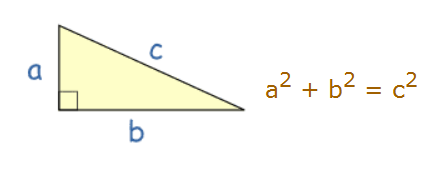 c
a
a² + b² = c²
b